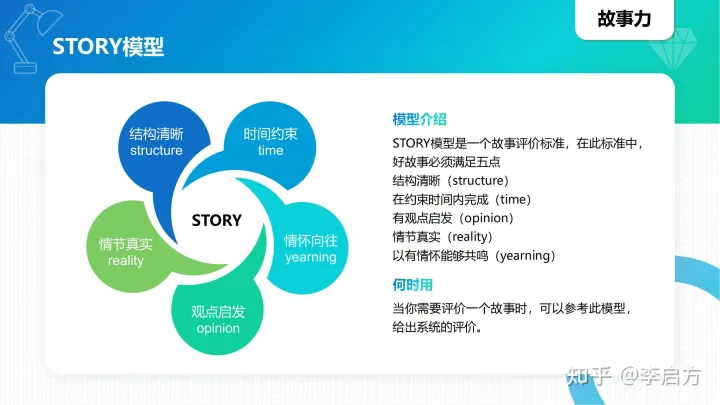 故事力
STORY模型
结构清晰
structure
时间约束
time
情节真实
reality
STORY
情怀向往
yearning
观点启发
opinion
模型介绍
STORY模型是一个故事评价标准，在此标准中，
好故事必须满足五点
结构清晰（structure）
在约束时间内完成（time）
有观点启发（opinion）
情节真实（reality）
以有情怀能够共鸣（yearning）
何时用
当你需要评价一个故事时，可以参考此模型，
给出系统的评价。
知乎 @李启方